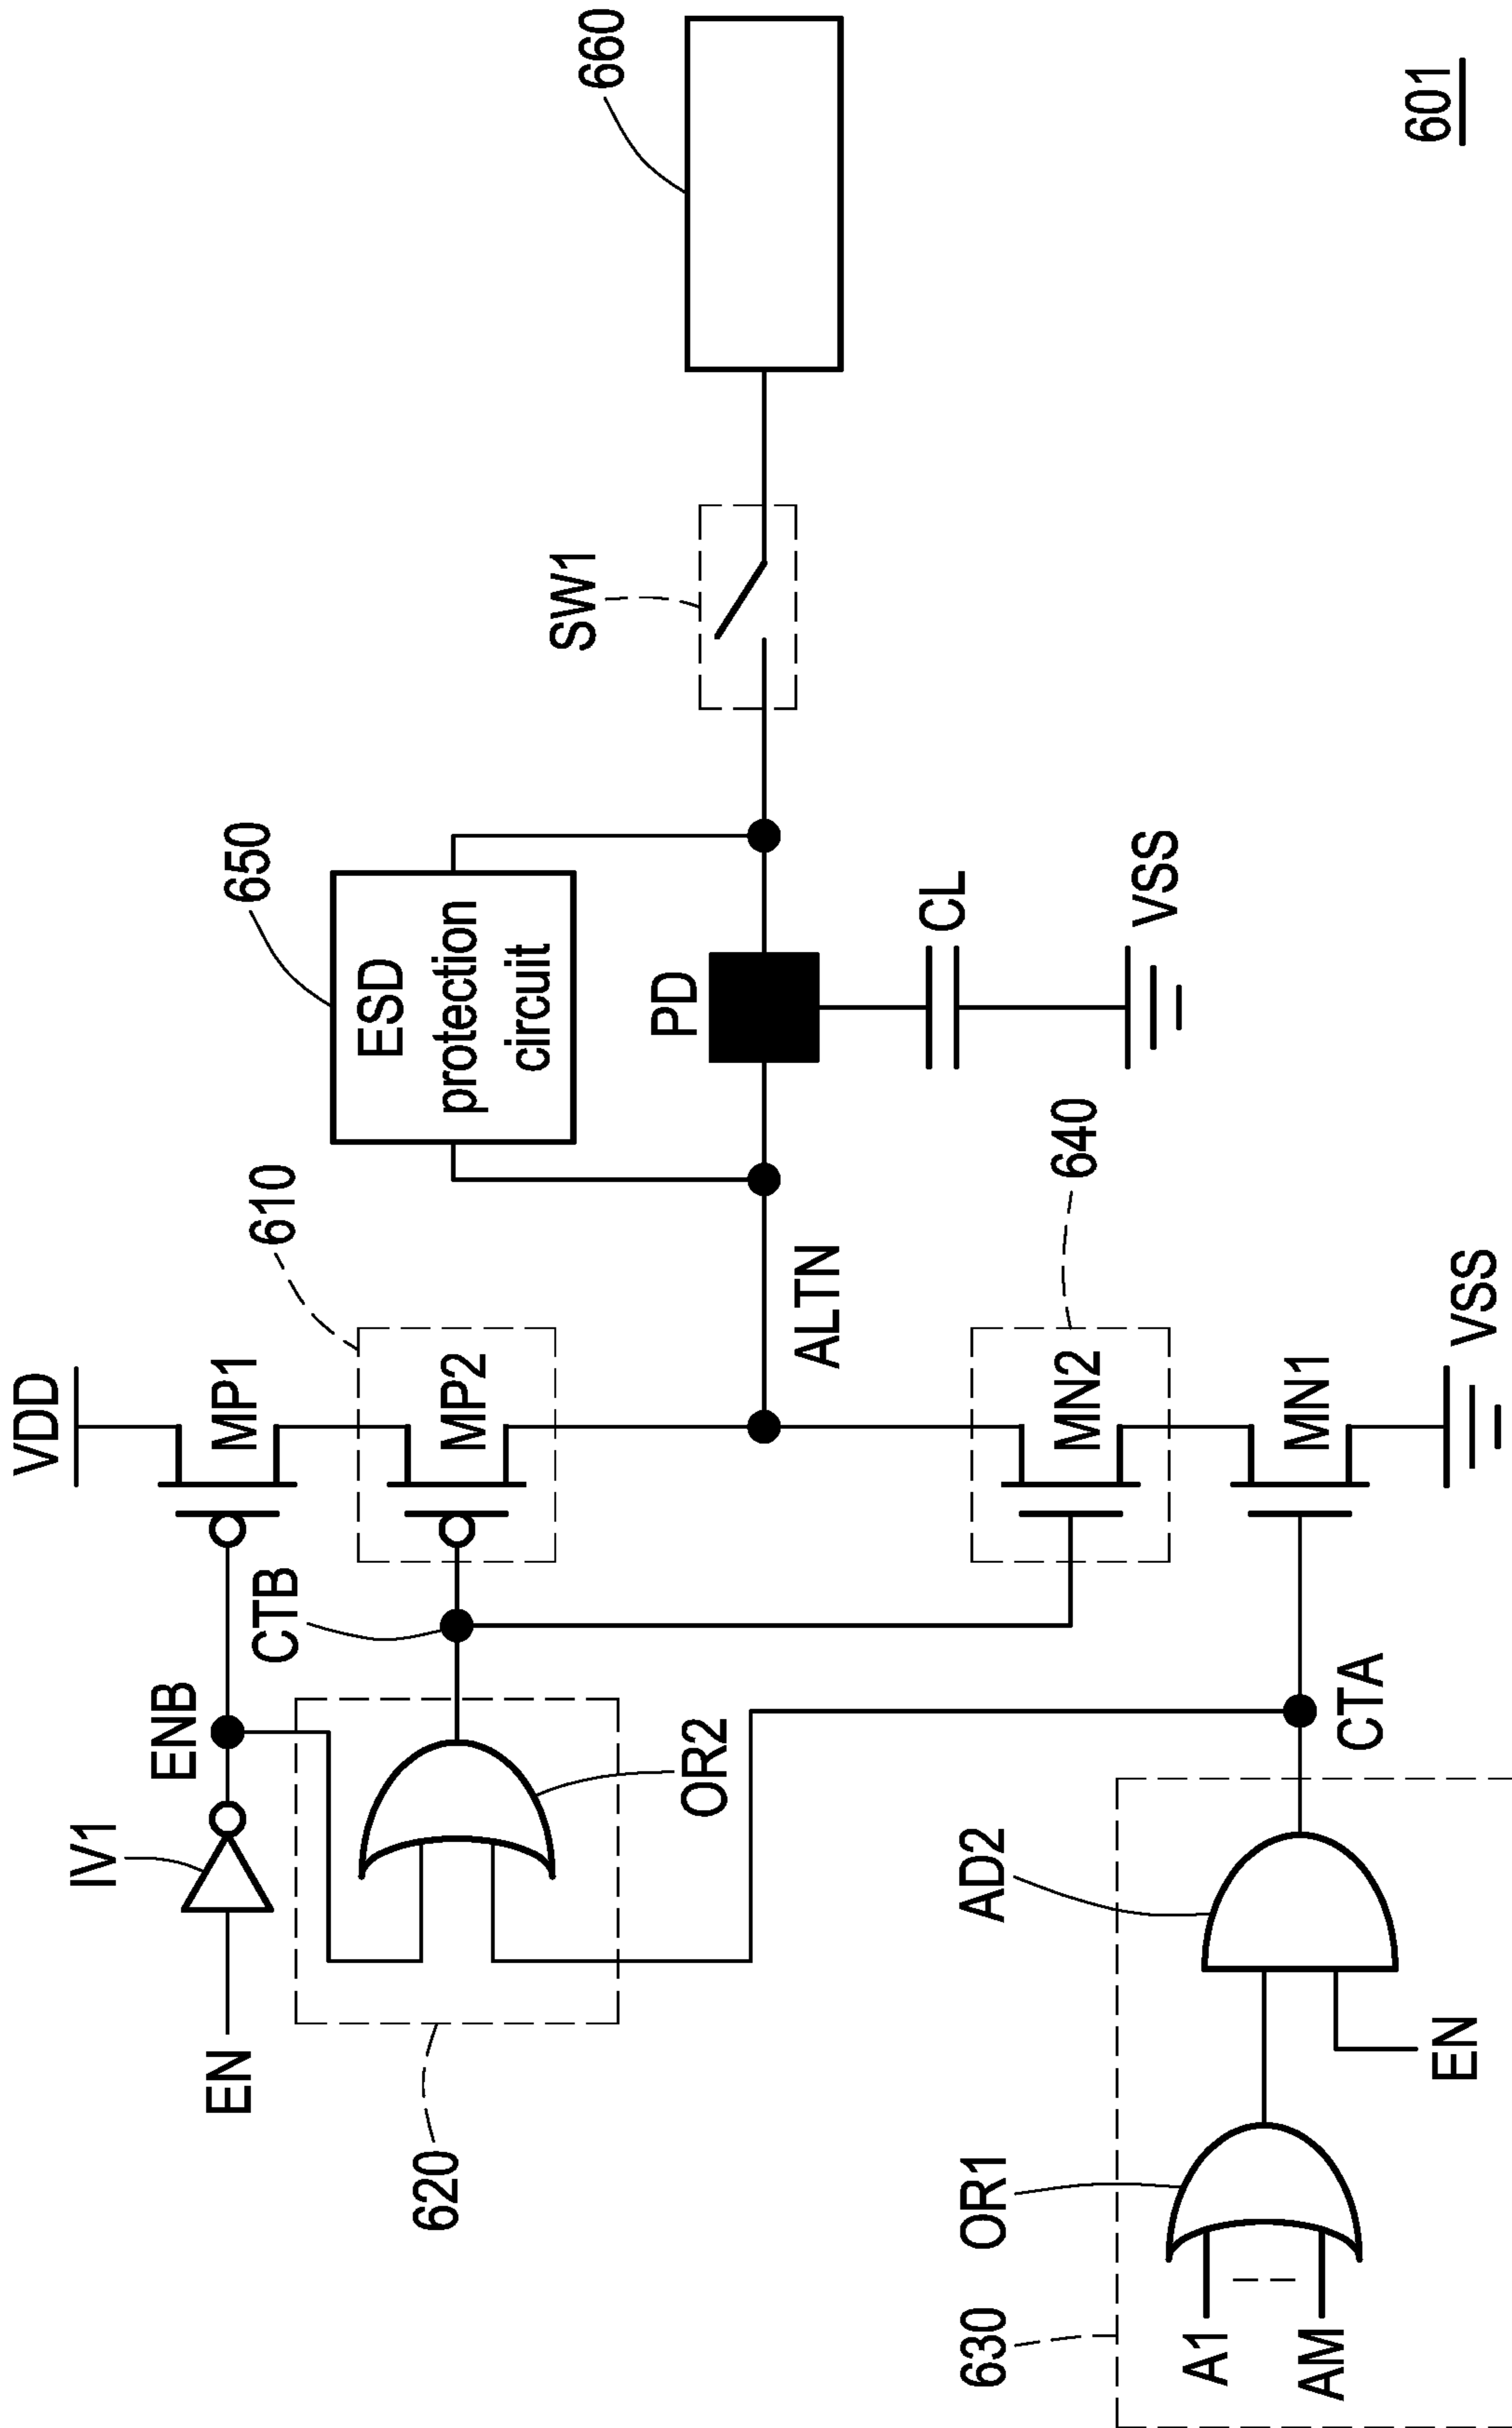 VDD
IV1
ENB
MP1
EN
CTB
610
650
MP2
ESD
protection
circuit
620
OR2
SW1
660
PD
ALTN
CL
630
OR1
AD2
640
MN2
VSS
A1
AM
EN
CTA
MN1
VSS
601